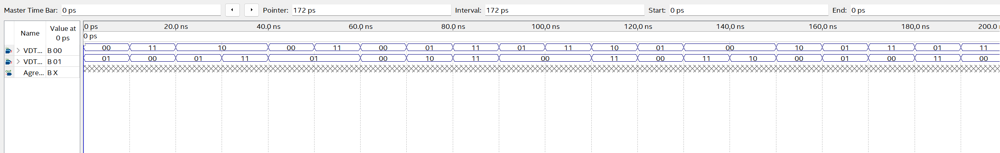 Master Time Bar: 0 ps Pointer: 172 ps Interval: 172 ps Start: 0 ps End: 0 ps
Name Value at 0 ps
0 ps 20.0 ns 40.0 ns 60.0 ns 80.0 ns 100.0 ns 120.0 ns 140.0 ns 160.0 ns 180.0 ns 200.0
0 ps
in VDT... B 00 00 11 10 00 11 00 01 11 01 11 10 01 00 10 01 11 01 11
in VDT... B 01 01 00 01 11 01 00 10 11 00 11 00 11 10 00 01 00 11 00
out Agre... B X